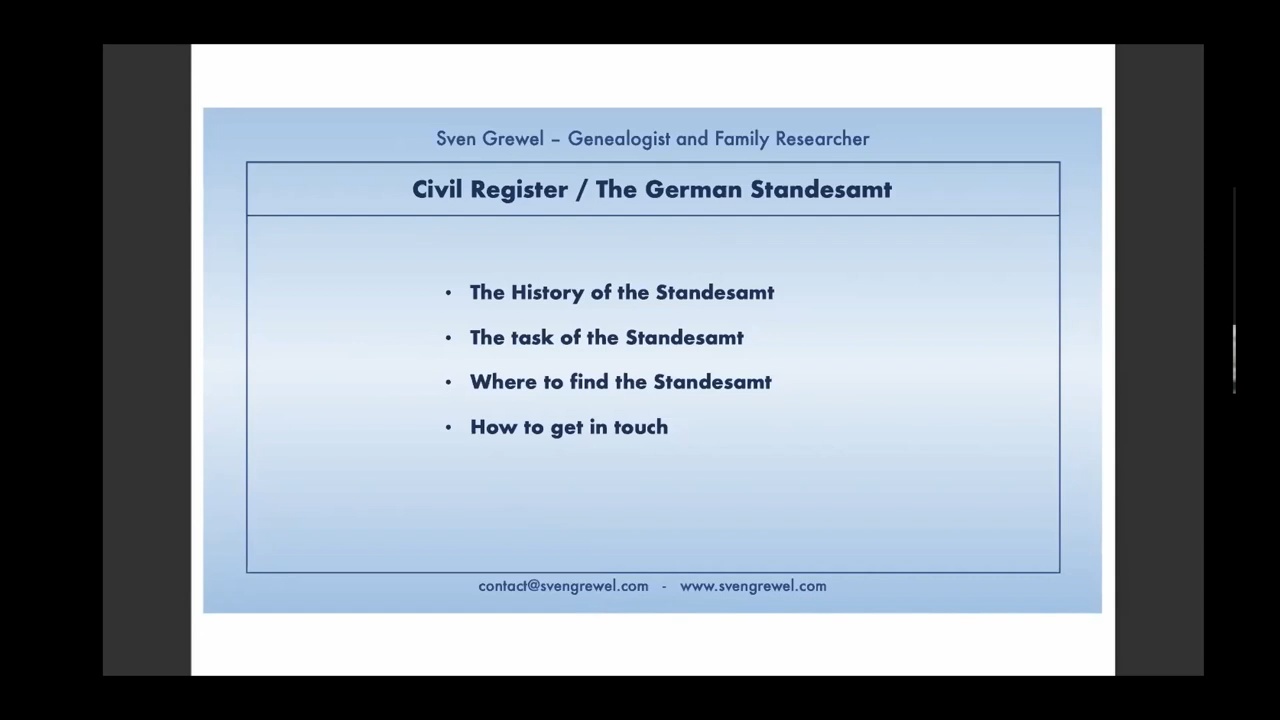 Sven Grewel – Genealogist and Family Researcher
Civil Register / The German Standesamt
• The History of the Standesamt
• The task of the Standesamt
• Where to find the Standesamt
• How to get in touch
contact@svengrewel.com - www.svengrewel.com